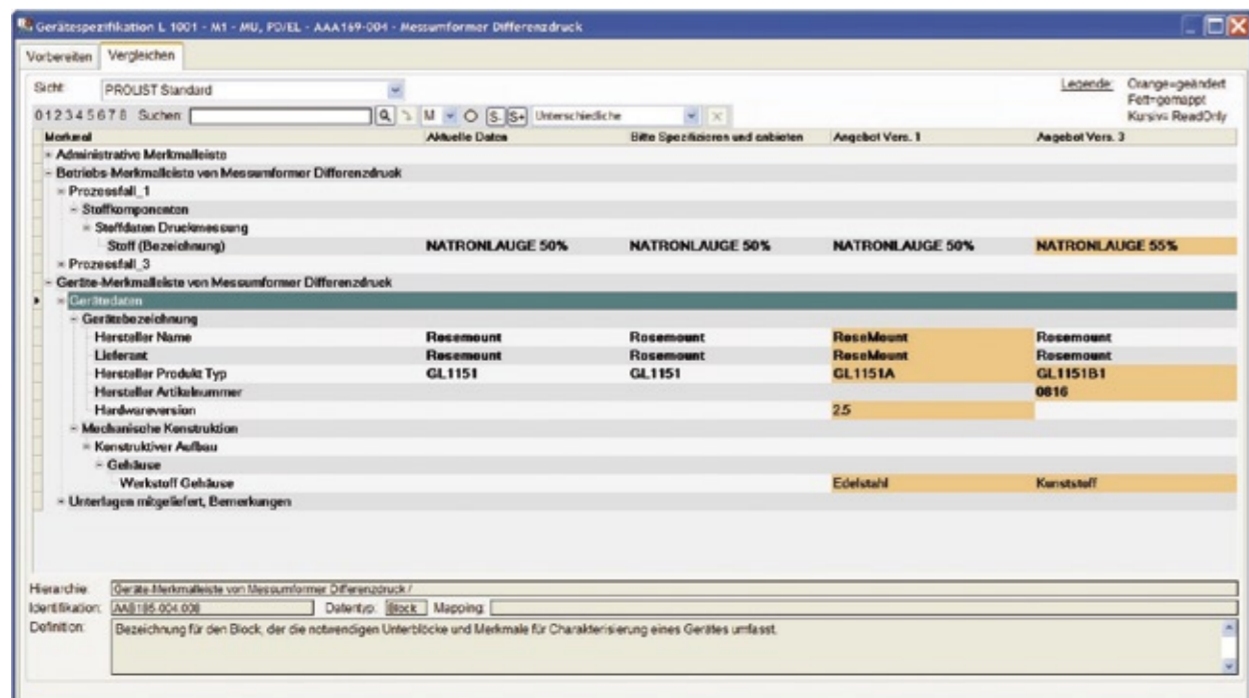 Gerätespezifikation L 1001 - M1 - MU, PD/EL - AAA169-004 - Messumformer Differenzdruck
Vorbereiten Vergleichen
Sicht: PROLIST Standard Legende: Orange=geändert
Fett=gemappt
0 1 2 3 4 5 6 7 8 Suchen: M S- S+ Unterschiedliche Kursiv= ReadOnly
Merkmal Aktuelle Daten Bitte Spezifizieren und anbieten Angebot Vers. 1 Angebot Vers. 3
Administrative Merkmalleiste
Betriebs-Merkmalleiste von Messumformer Differenzdruck
Prozessfall_1
Stoffkomponenten
Stoffdaten Druckmessung
Stoff (Bezeichnung) NATRONLAUGE 50% NATRONLAUGE 50% NATRONLAUGE 50% NATRONLAUGE 55%
Prozessfall_3
Geräte-Merkmalleiste von Messumformer Differenzdruck
Gerätedaten
Gerätebezeichnung
Hersteller Name Rosemount Rosemount RoseMount Rosemount
Lieferant Rosemount Rosemount RoseMount Rosemount
Hersteller Produkt Typ GL1151 GL1151 GL1151A GL1151B1
Hersteller Artikelnummer 0816
Hardwareversion 2.5
Mechanische Konstruktion
Konstruktiver Aufbau
Gehäuse
Werkstoff Gehäuse Edelstahl Kunststoff
Unterlagen mitgeliefert, Bemerkungen
Hierarchie: Geräte-Merkmalleiste von Messumformer Differenzdruck /
Identifikation: AAB185-004.008 Datentyp: Block Mapping:
Definition: Bezeichnung für den Block, der die notwendigen Unterblöcke und Merkmale für Charakterisierung eines Gerätes umfasst.